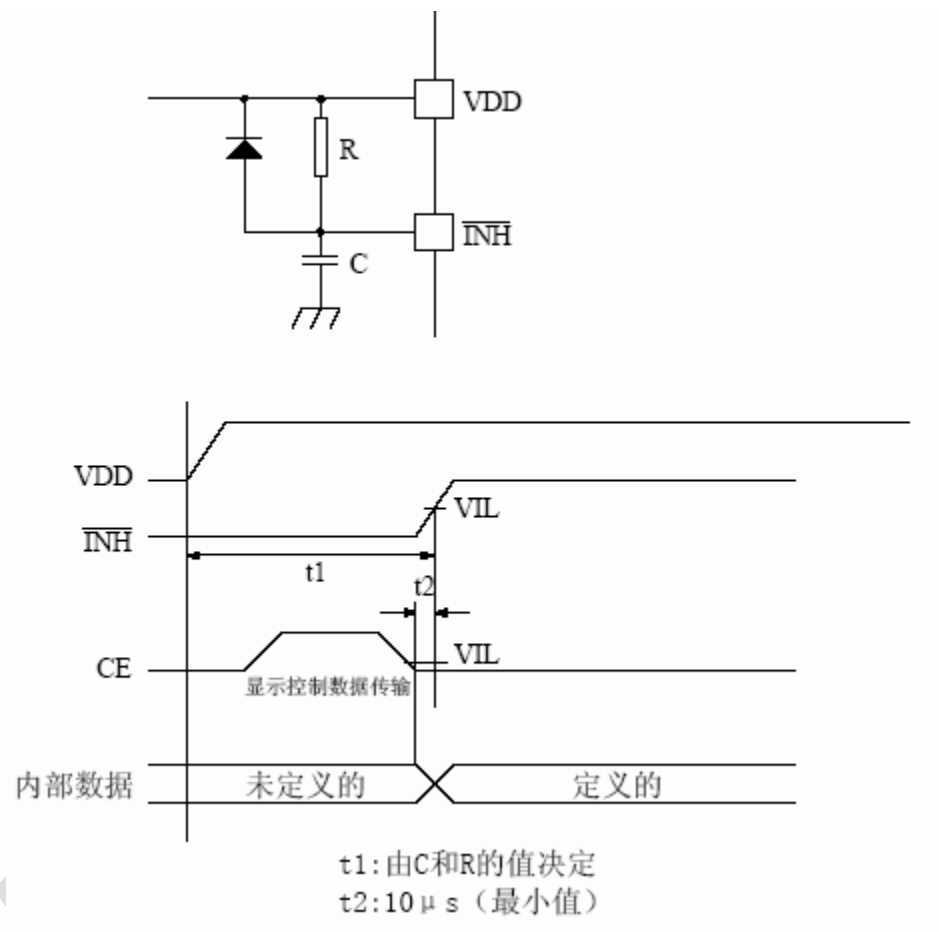 VDD
R
INH
C
VDD
VIL
INH
t1
t2
CE
VIL
显示控制数据传输
内部数据
未定义的
定义的
t1:由C和R的值决定
t2:10μs（最小值）